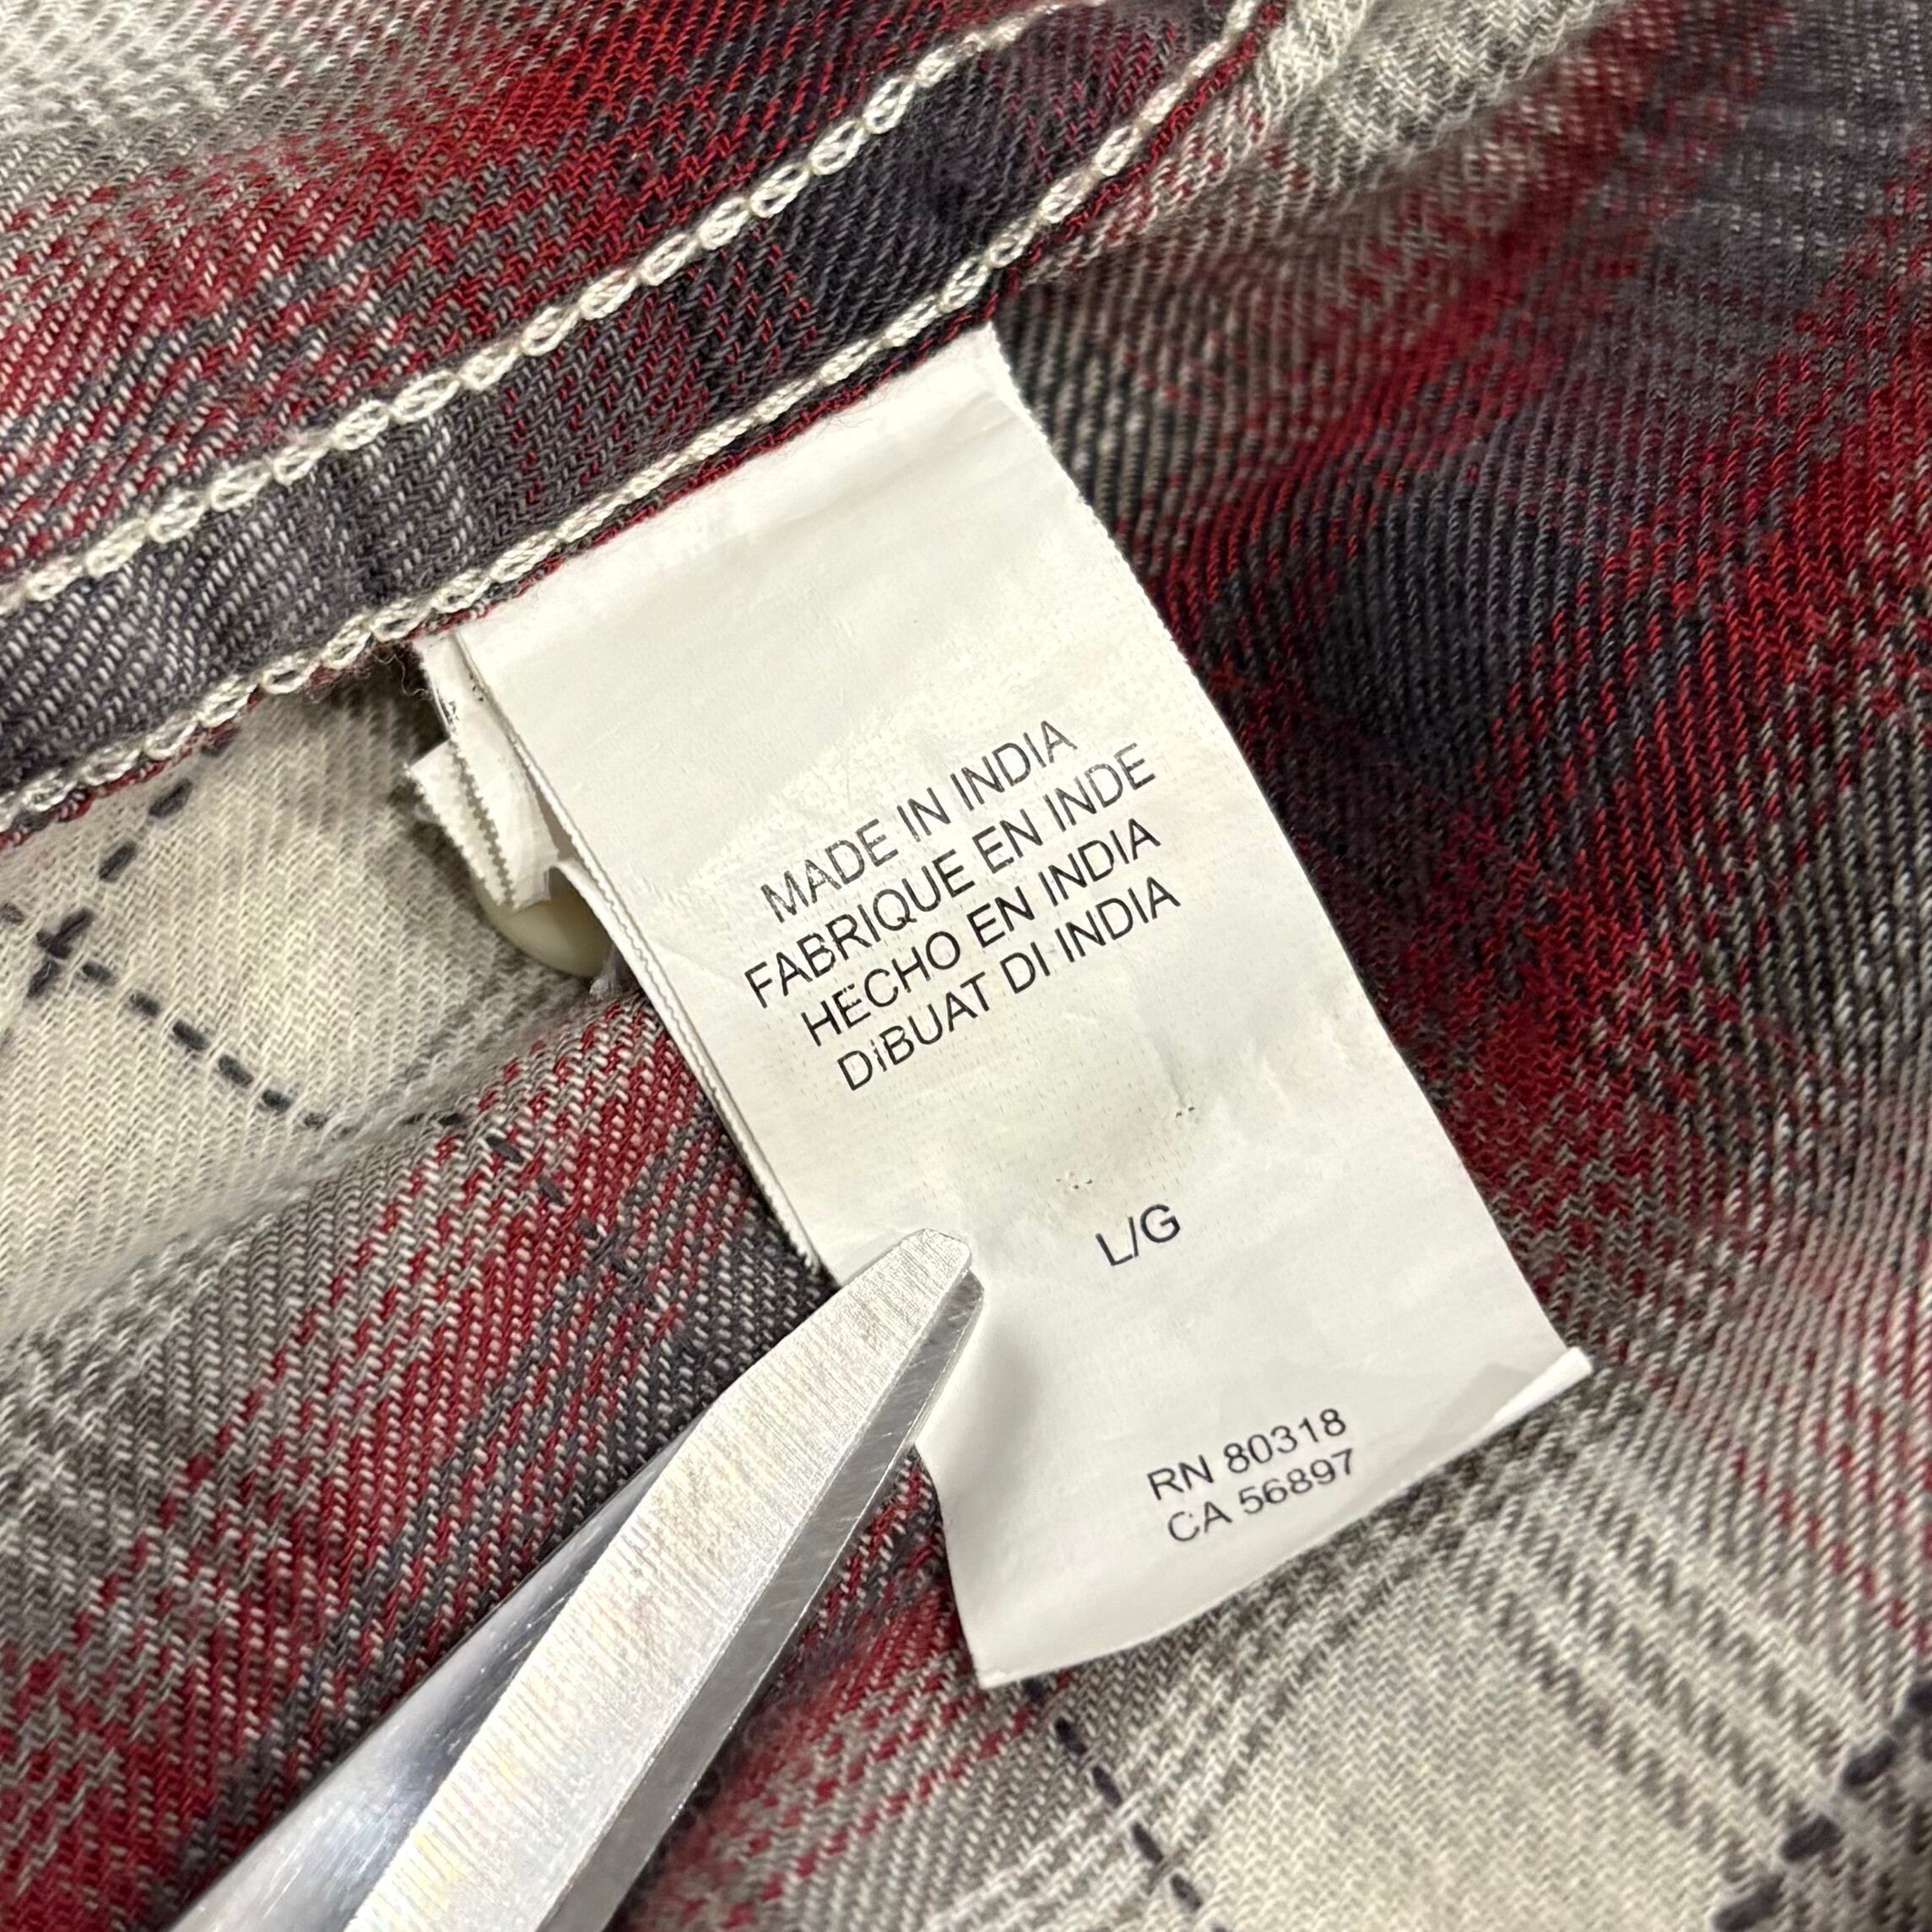 MADE IN INDIA
FABRIQUE EN INDE
HECHO EN INDIA
DiBUAT DI INDIA
L/G
RN 80318
CA 56897